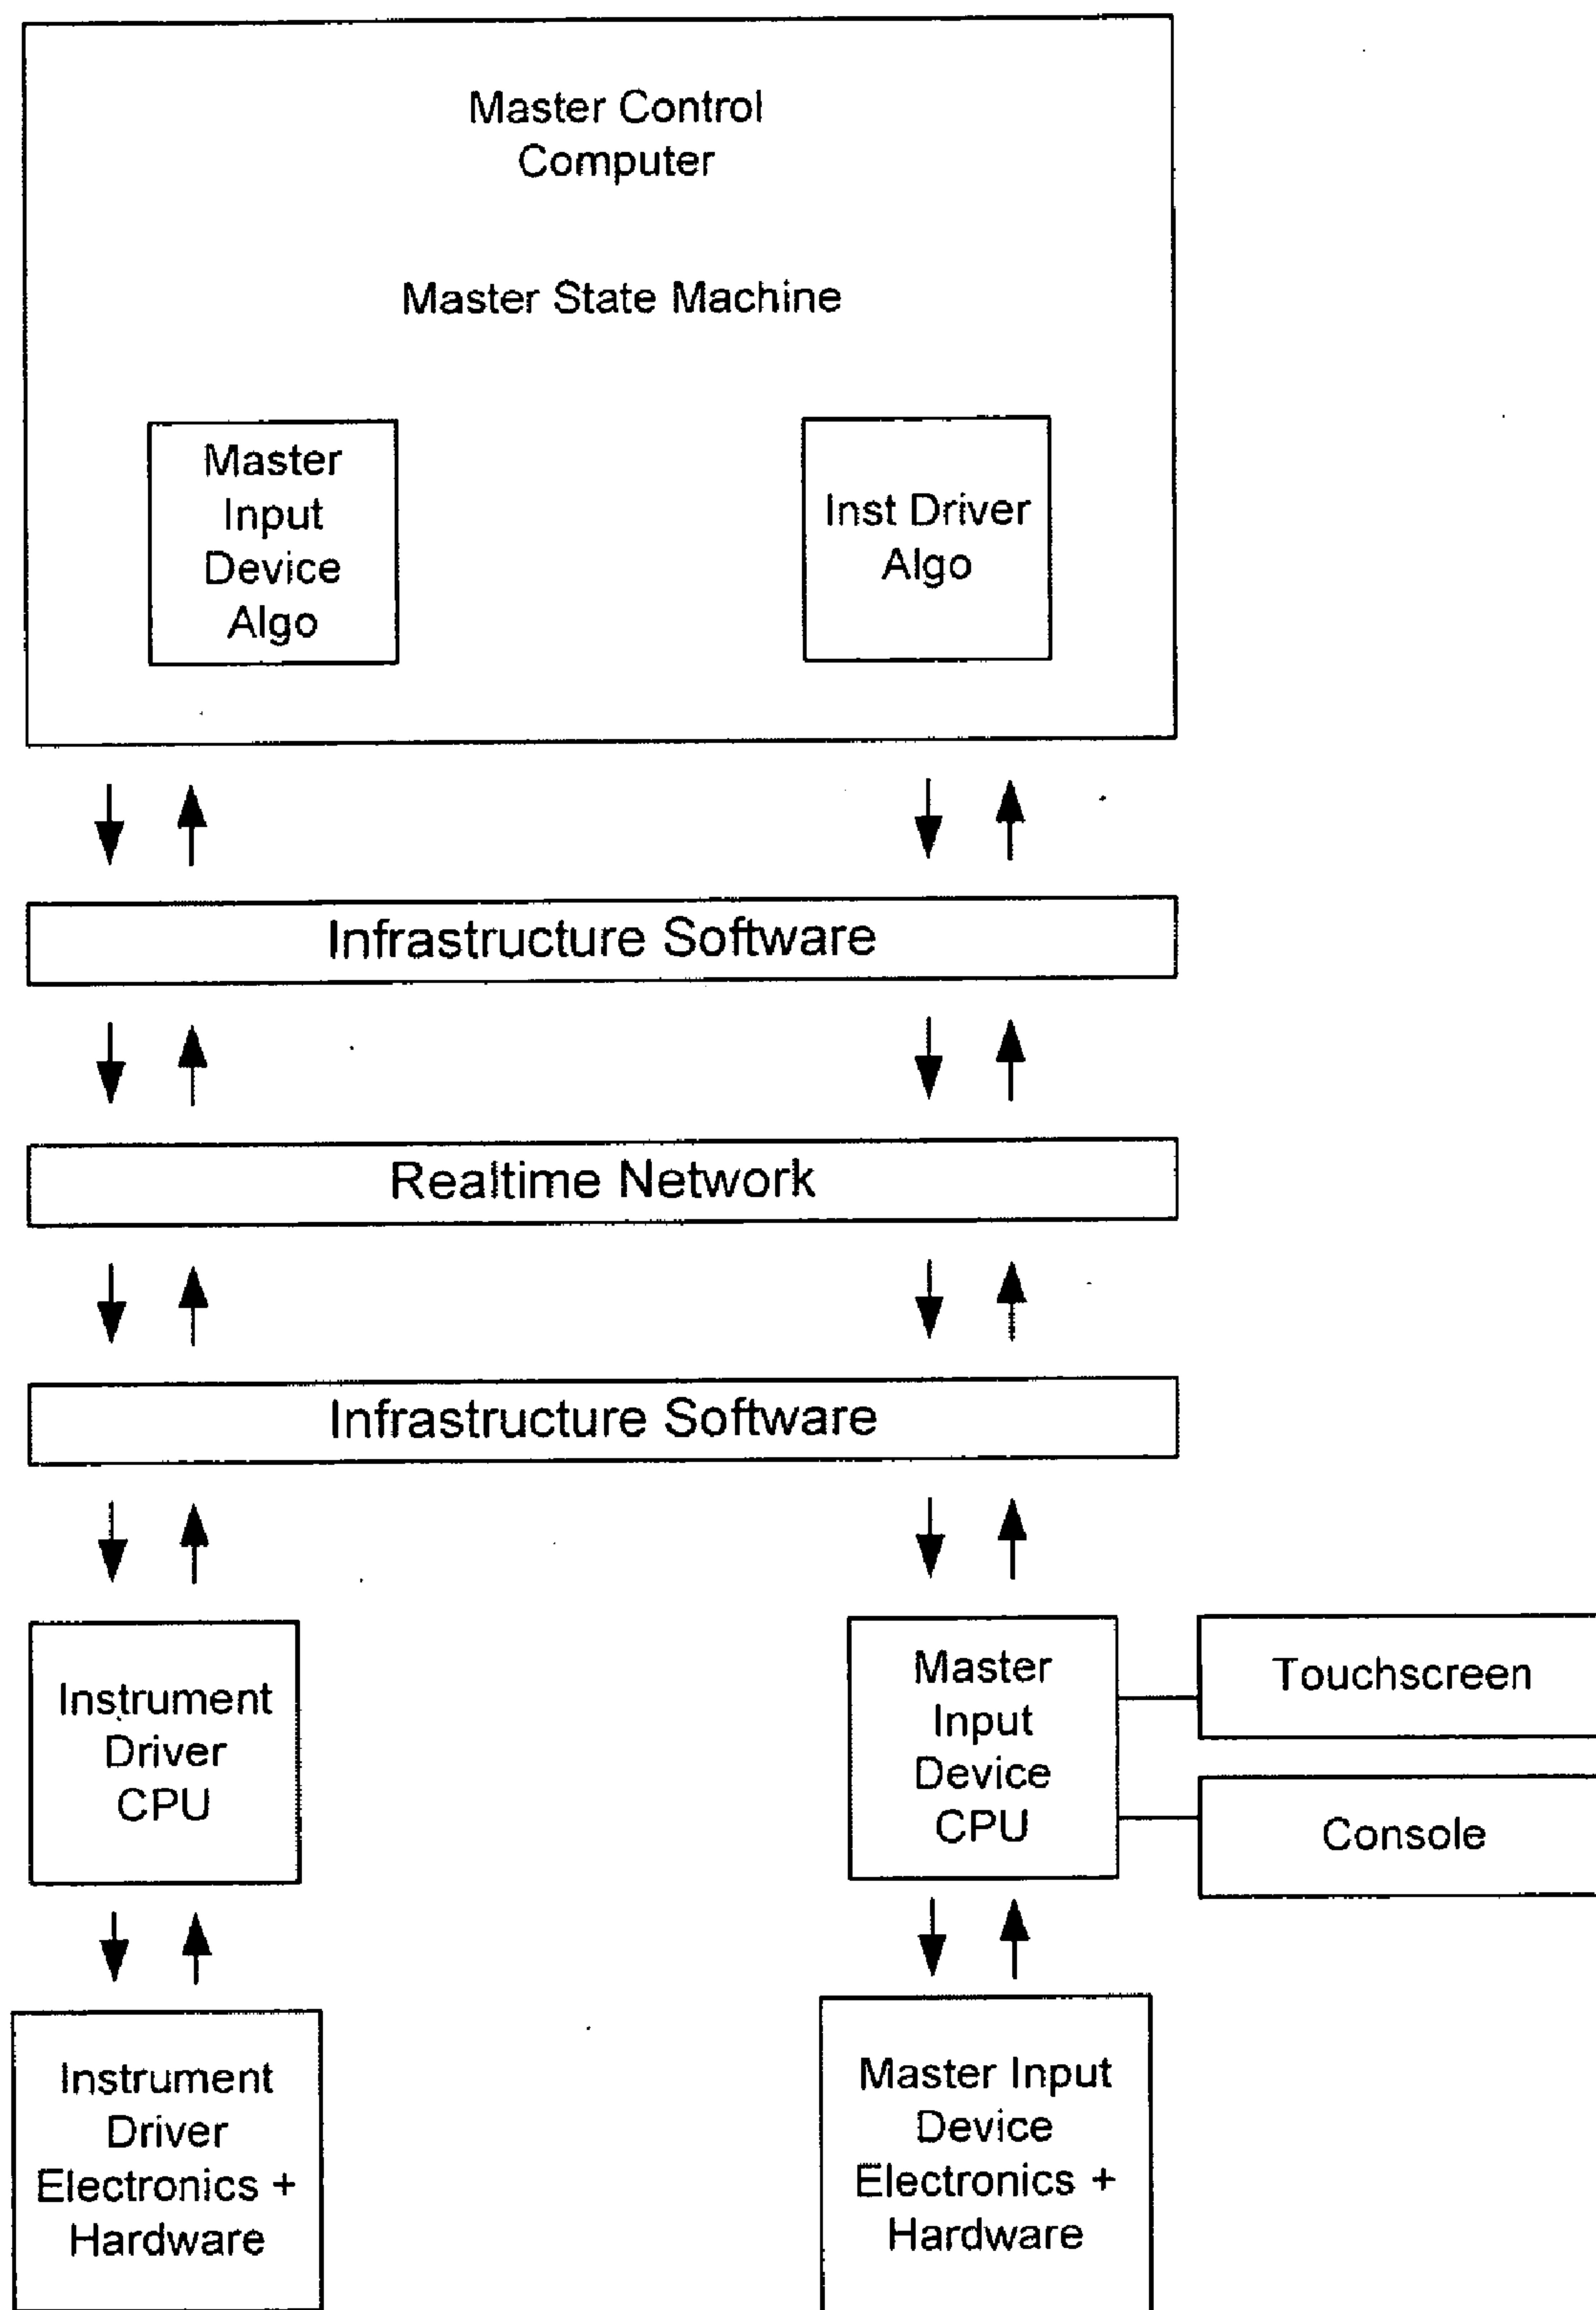 Master Control
Computer
Master State Machine
Master
Input
Device
Algo
Inst Driver
Algo
Infrastructure Software
Realtime Network
Infrastructure Software
Instrument
Driver
CPU
Master
Input
Device
CPU
Touchscreen
Console
Instrument
Driver
Electronics +
Hardware
Master Input
Device
Electronics +
Hardware